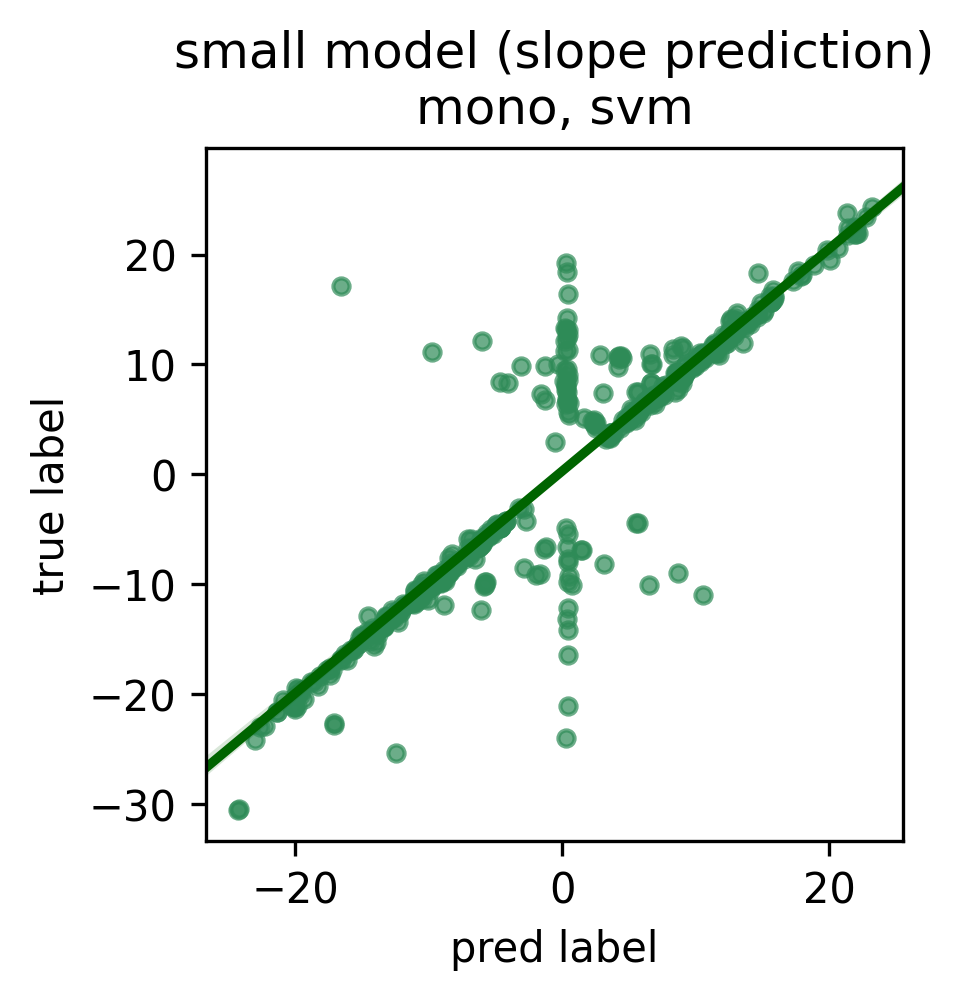 small model (slope prediction)
mono, svm
20
10
0
−10
−20
−30
true label
−20
0
20
pred label